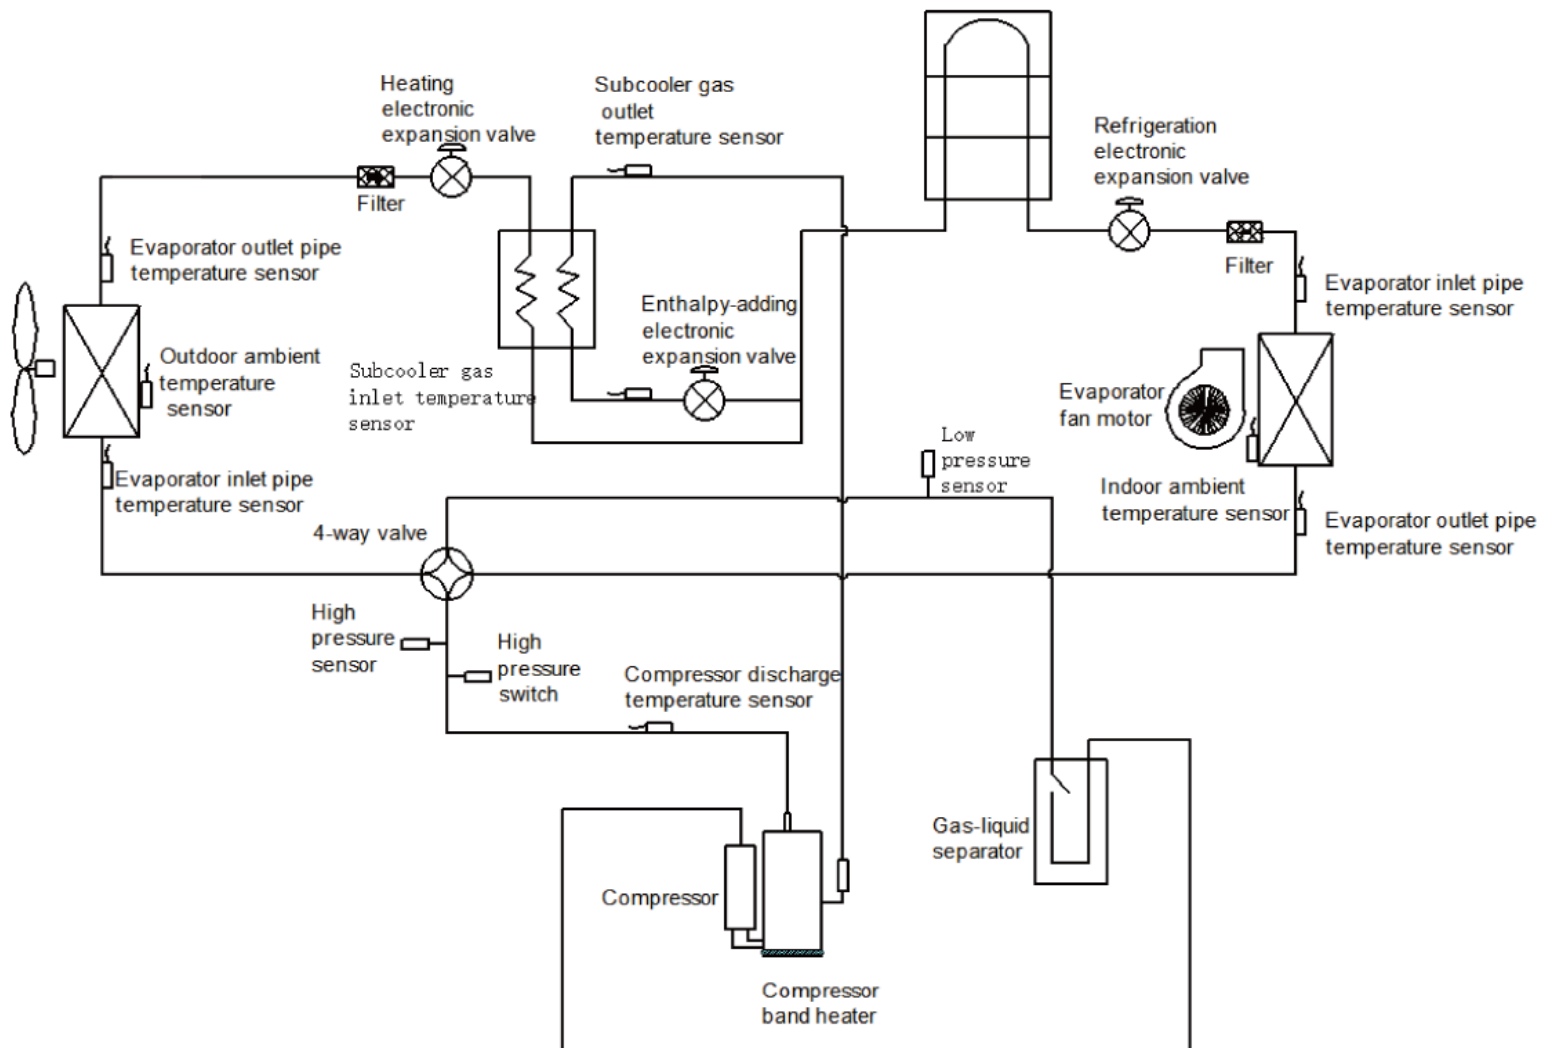 Heating
electronic
expansion valve
Subcooler gas
outlet
temperature sensor
Refrigeration
electronic
expansion valve
Filter
Evaporator outlet pipe
temperature sensor
Filter
Evaporator inlet pipe
temperature sensor
Enthalpy-adding
electronic
expansion valve
Outdoor ambient
temperature
sensor
Subcooler gas
inlet temperature
sensor
Evaporator
fan motor
Low
pressure
sensor
Evaporator inlet pipe
temperature sensor
Indoor ambient
temperature sensor
Evaporator outlet pipe
temperature sensor
4-way valve
High
pressure
sensor
High
pressure
switch
Compressor discharge
temperature sensor
Gas-liquid
separator
Compressor
Compressor
band heater